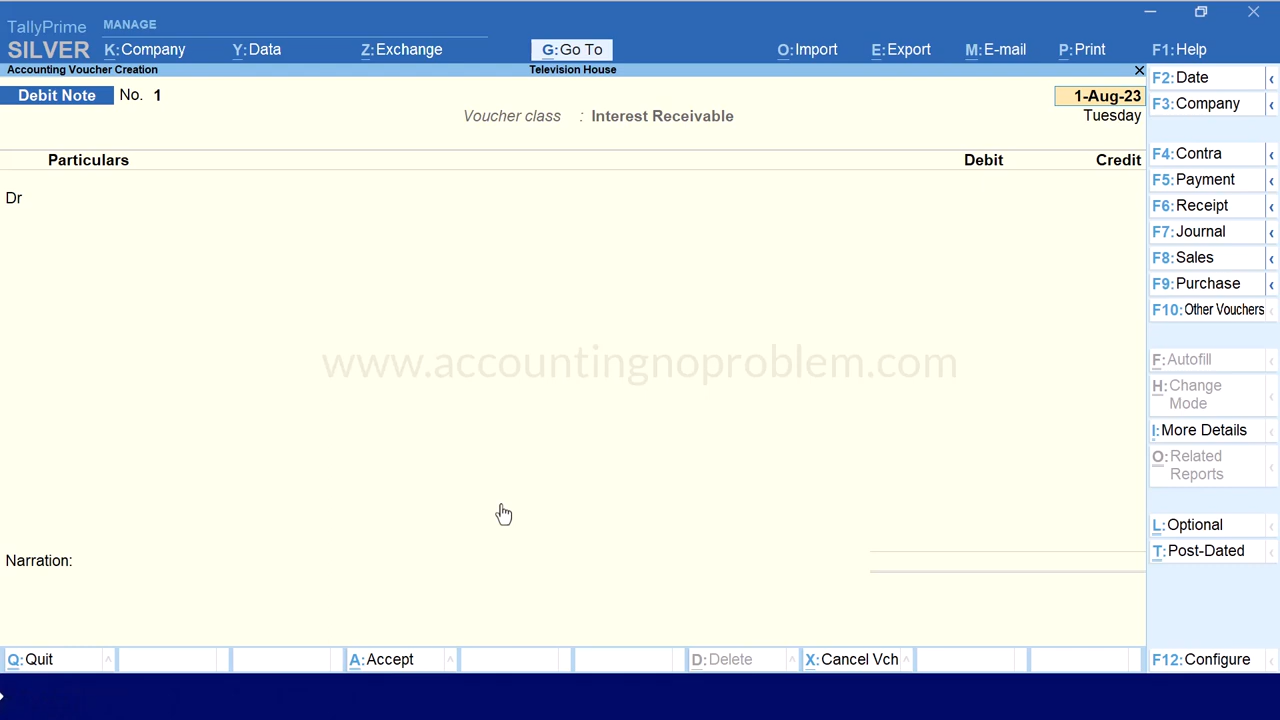 TallyPrime MANAGE
SILVER K:Company Y:Data Z:Exchange G:Go To O:Import E:Export M:E-mail P:Print F1:Help
Accounting Voucher Creation Television House
Debit Note No. 1 1-Aug-23
Voucher class : Interest Receivable Tuesday
Particulars Debit Credit
Dr
www.accountingnoproblem.com
Narration:
F2:Date
F3:Company
F4:Contra
F5:Payment
F6:Receipt
F7:Journal
F8:Sales
F9:Purchase
F10:Other Vouchers
F:Autofill
H:Change
Mode
I:More Details
O:Related
Reports
L:Optional
T:Post-Dated
Q:Quit A:Accept D:Delete X:Cancel Vch F12:Configure